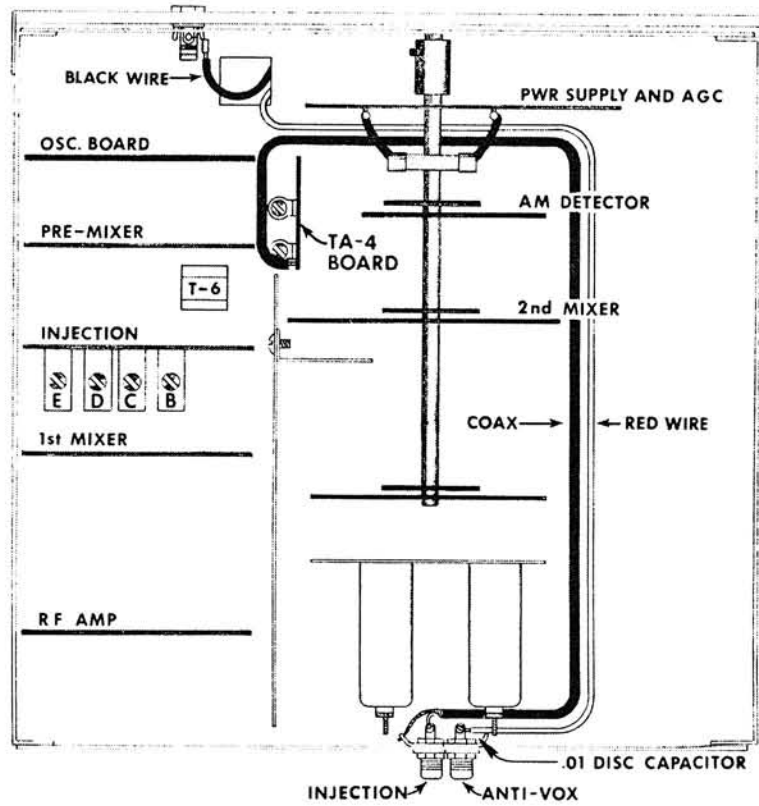 BLACK WIRE
PWR SUPPLY AND AGC
OSC. BOARD
AM DETECTOR
PRE-MIXER
TA-4
BOARD
T-6
2nd MIXER
INJECTION
E D C B
COAX
RED WIRE
1st MIXER
RF AMP
.01 DISC CAPACITOR
INJECTION
ANTI-VOX